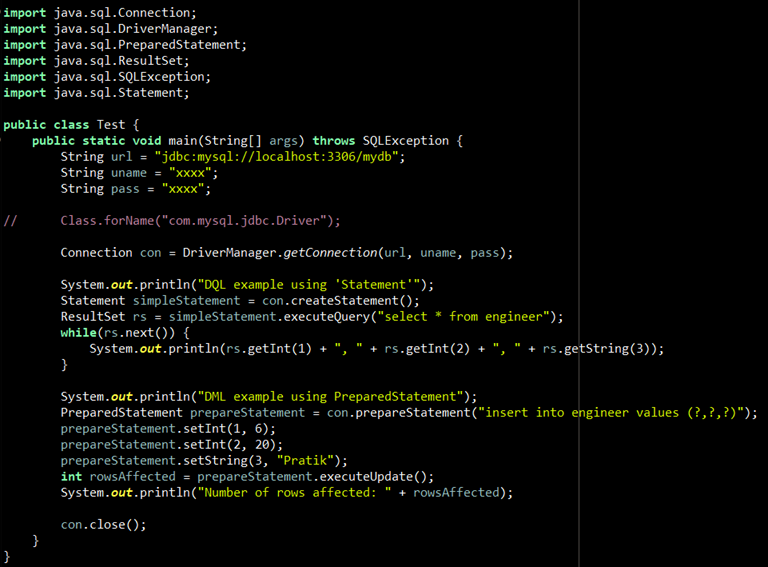 import java.sql.Connection;
import java.sql.DriverManager;
import java.sql.PreparedStatement;
import java.sql.ResultSet;
import java.sql.SQLException;
import java.sql.Statement;

public class Test {
    public static void main(String[] args) throws SQLException {
        String url = "jdbc:mysql://localhost:3306/mydb";
        String uname = "xxxx";
        String pass = "xxxx";

//      Class.forName("com.mysql.jdbc.Driver");

        Connection con = DriverManager.getConnection(url, uname, pass);

        System.out.println("DQL example using 'Statement'");
        Statement simpleStatement = con.createStatement();
        ResultSet rs = simpleStatement.executeQuery("select * from engineer");
        while(rs.next()) {
            System.out.println(rs.getInt(1) + ", " + rs.getInt(2) + ", " + rs.getString(3));
        }

        System.out.println("DML example using PreparedStatement");
        PreparedStatement prepareStatement = con.prepareStatement("insert into engineer values (?,?,?)");
        prepareStatement.setInt(1, 6);
        prepareStatement.setInt(2, 20);
        prepareStatement.setString(3, "Pratik");
        int rowsAffected = prepareStatement.executeUpdate();
        System.out.println("Number of rows affected: " + rowsAffected);

        con.close();
    }
}